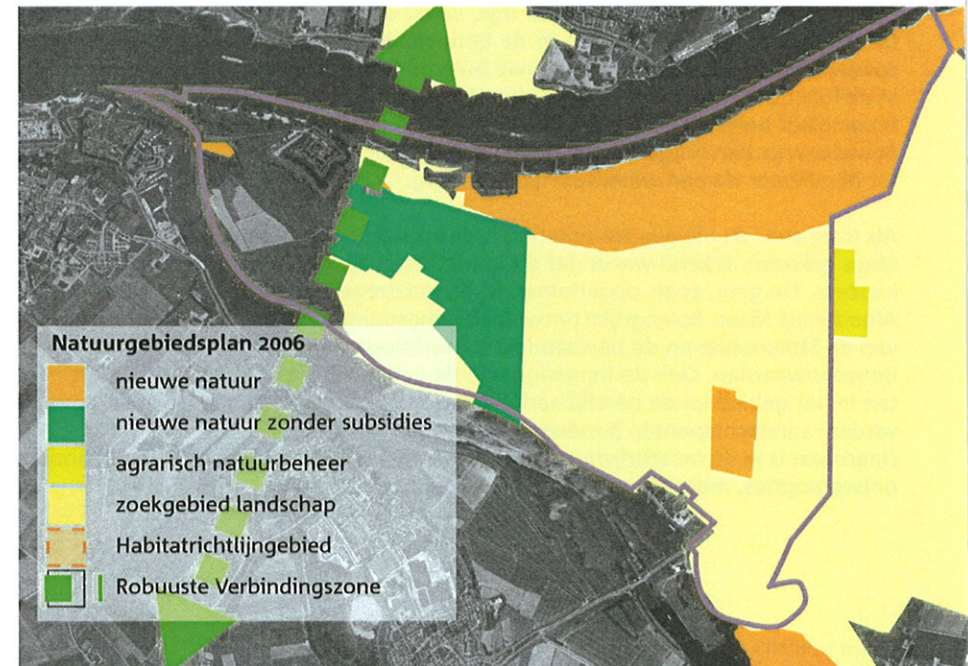 Natuurgebiedsplan 2006
nieuwe natuur
nieuwe natuur zonder subsidies
agrarisch natuurbeheer
zoekgebied landschap
Habitatrichtlijngebied
Robuuste Verbindingszone